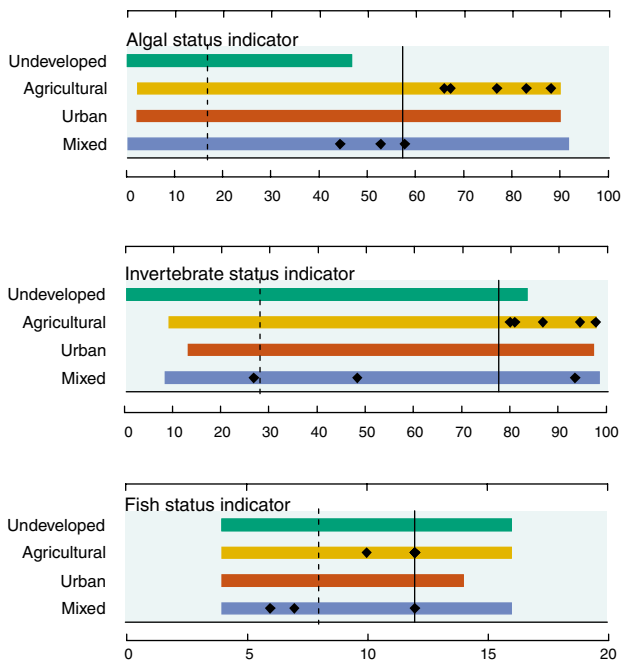 Algal status indicator
Undeveloped
Agricultural
Urban
Mixed
0 10 20 30 40 50 60 70 80 90 100
Invertebrate status indicator
Undeveloped
Agricultural
Urban
Mixed
0 10 20 30 40 50 60 70 80 90 100
Fish status indicator
Undeveloped
Agricultural
Urban
Mixed
0 5 10 15 20